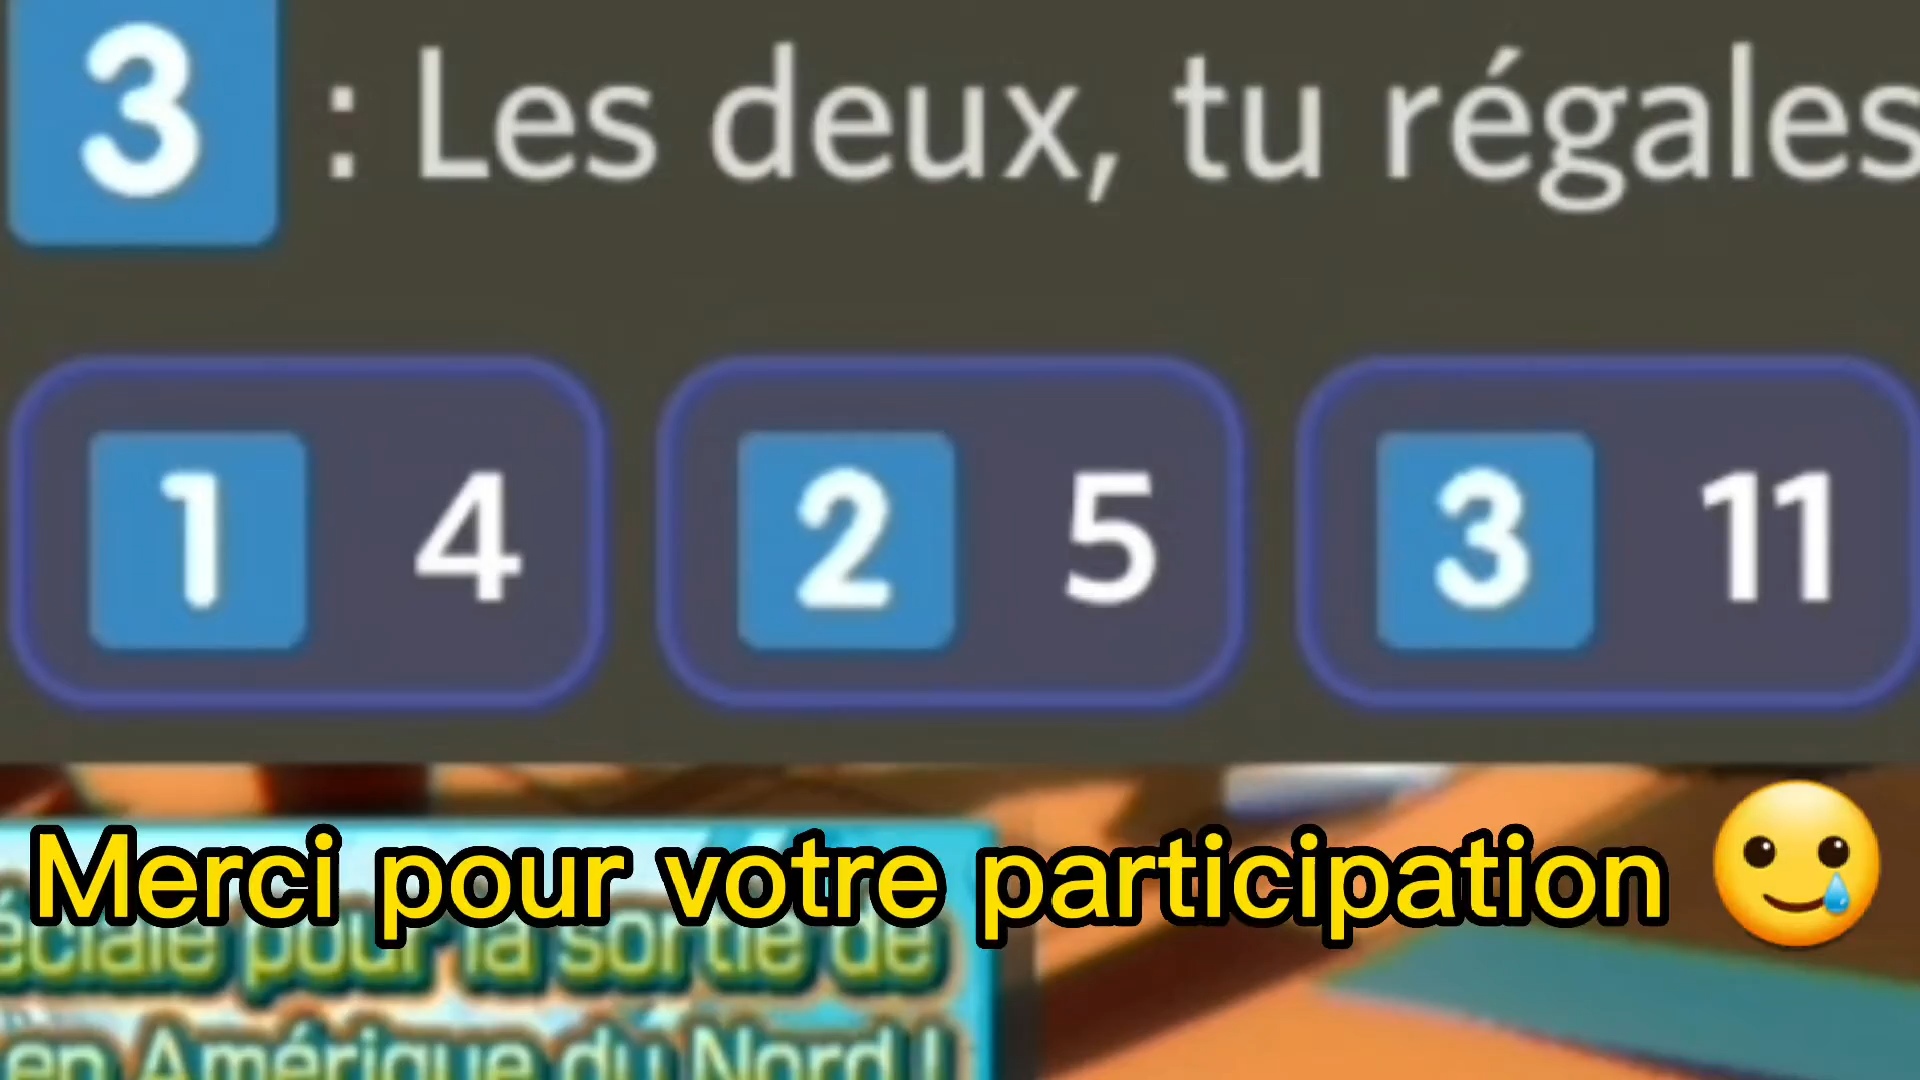 3 : Les deux, tu régales
1 4 2 5 3 11
Merci pour votre participation 🥲
éciale pour la sortie de
en Amérique du Nord !